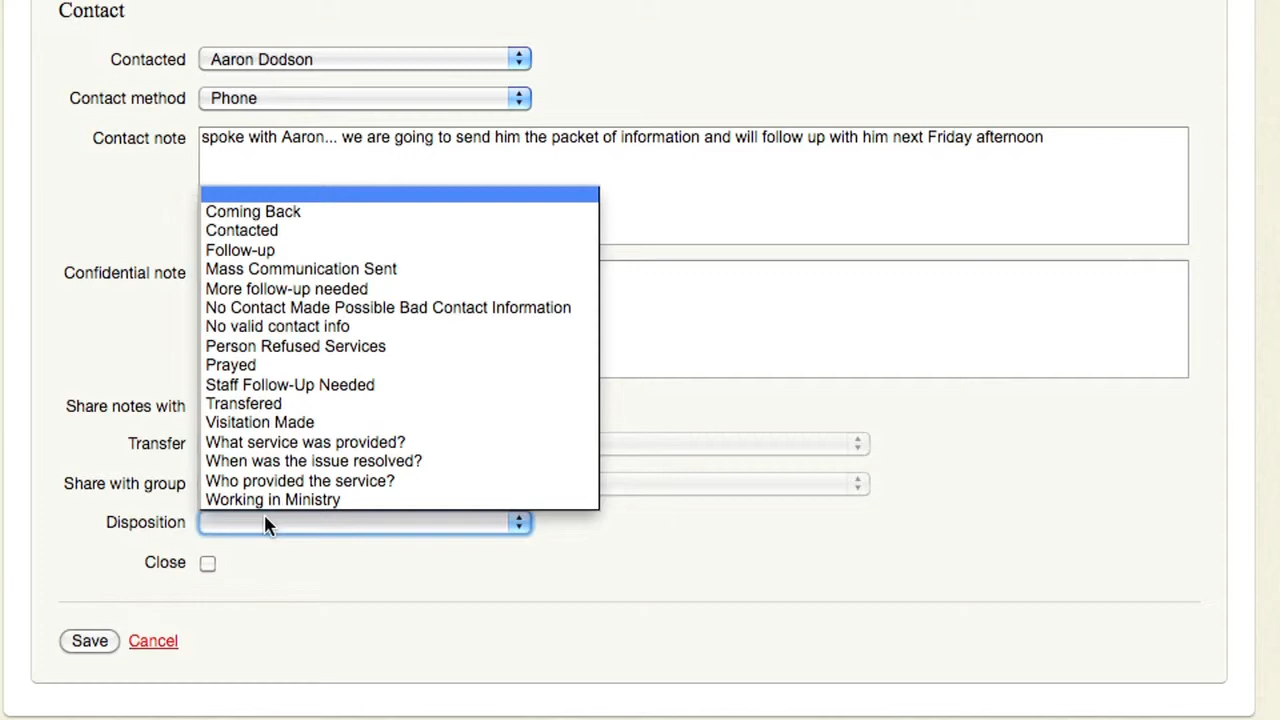 Contact
Contacted Aaron Dodson
Contact method Phone
Contact note spoke with Aaron... we are going to send him the packet of information and will follow up with him next Friday afternoon
Coming Back
Contacted
Follow-up
Confidential note Mass Communication Sent
More follow-up needed
No Contact Made Possible Bad Contact Information
No valid contact info
Person Refused Services
Prayed
Staff Follow-Up Needed
Share notes with Transfered
Visitation Made
Transfer What service was provided?
When was the issue resolved?
Share with group Who provided the service?
Working in Ministry
Disposition
Close
Save Cancel